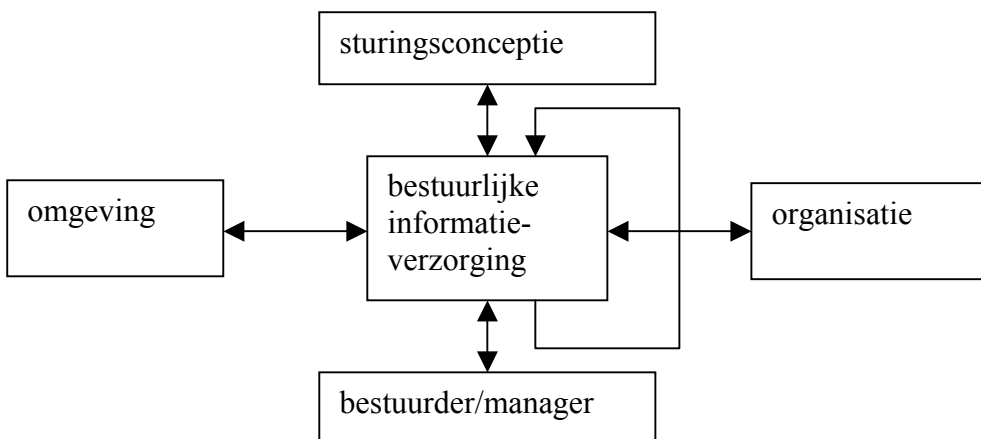 sturingsconceptie
omgeving
bestuurlijke
informatie-
verzorging
organisatie
bestuurder/manager